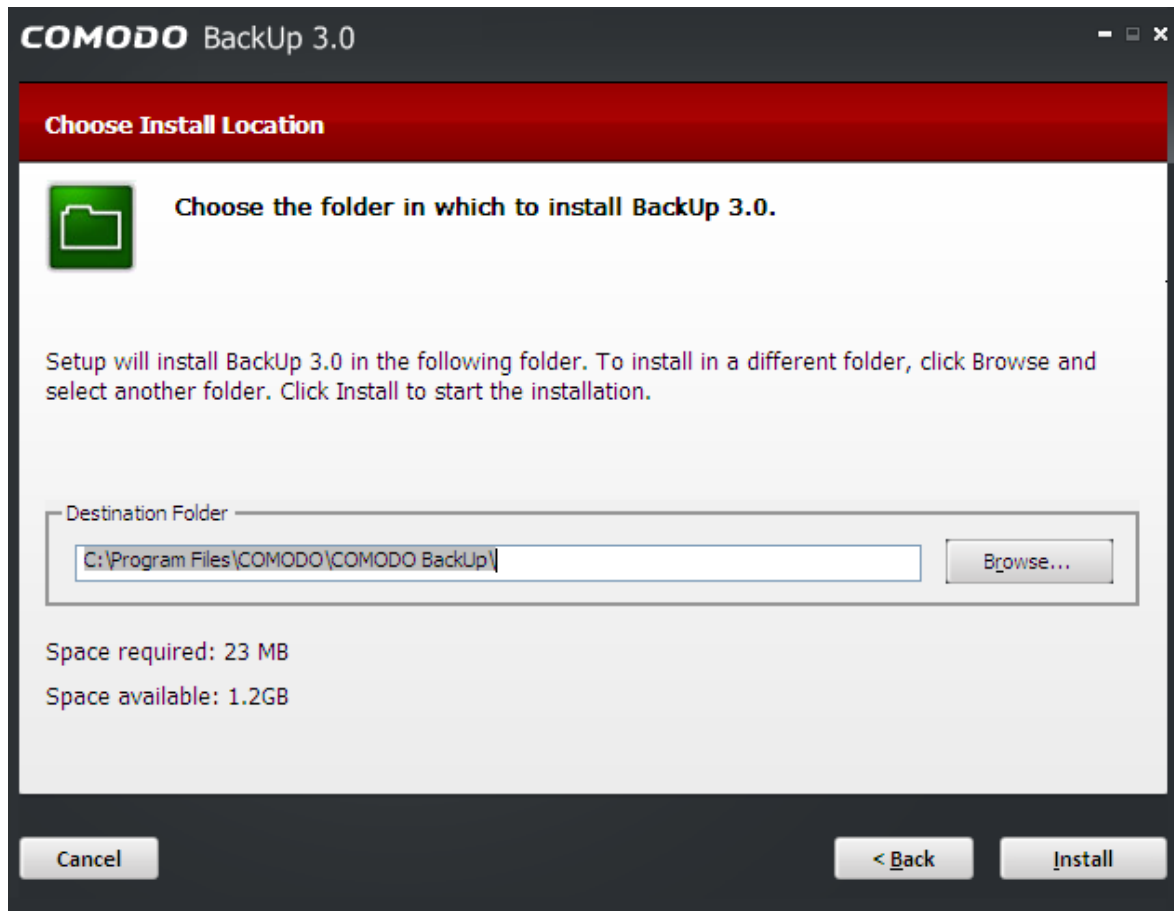 COMODO BackUp 3.0
Choose Install Location
Choose the folder in which to install BackUp 3.0.
Setup will install BackUp 3.0 in the following folder. To install in a different folder, click Browse and
select another folder. Click Install to start the installation.
Destination Folder
C:\Program Files\COMODO\COMODO BackUp\
Browse...
Space required: 23 MB
Space available: 1.2GB
Cancel
< Back
Install